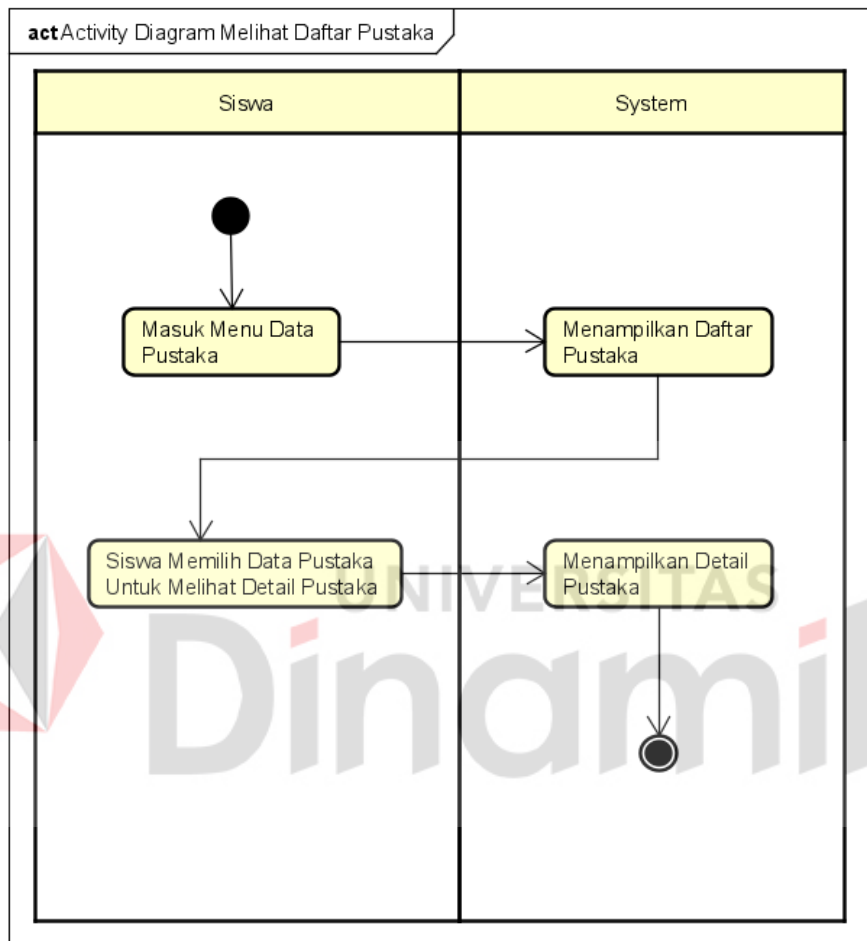 act Activity Diagram Melihat Daftar Pustaka
Siswa
System
Masuk Menu Data
Pustaka
Menampilkan Daftar
Pustaka
Siswa Memilih Data Pustaka
Untuk Melihat Detail Pustaka
Menampilkan Detail
Pustaka
UNIVERSITAS
Dinami